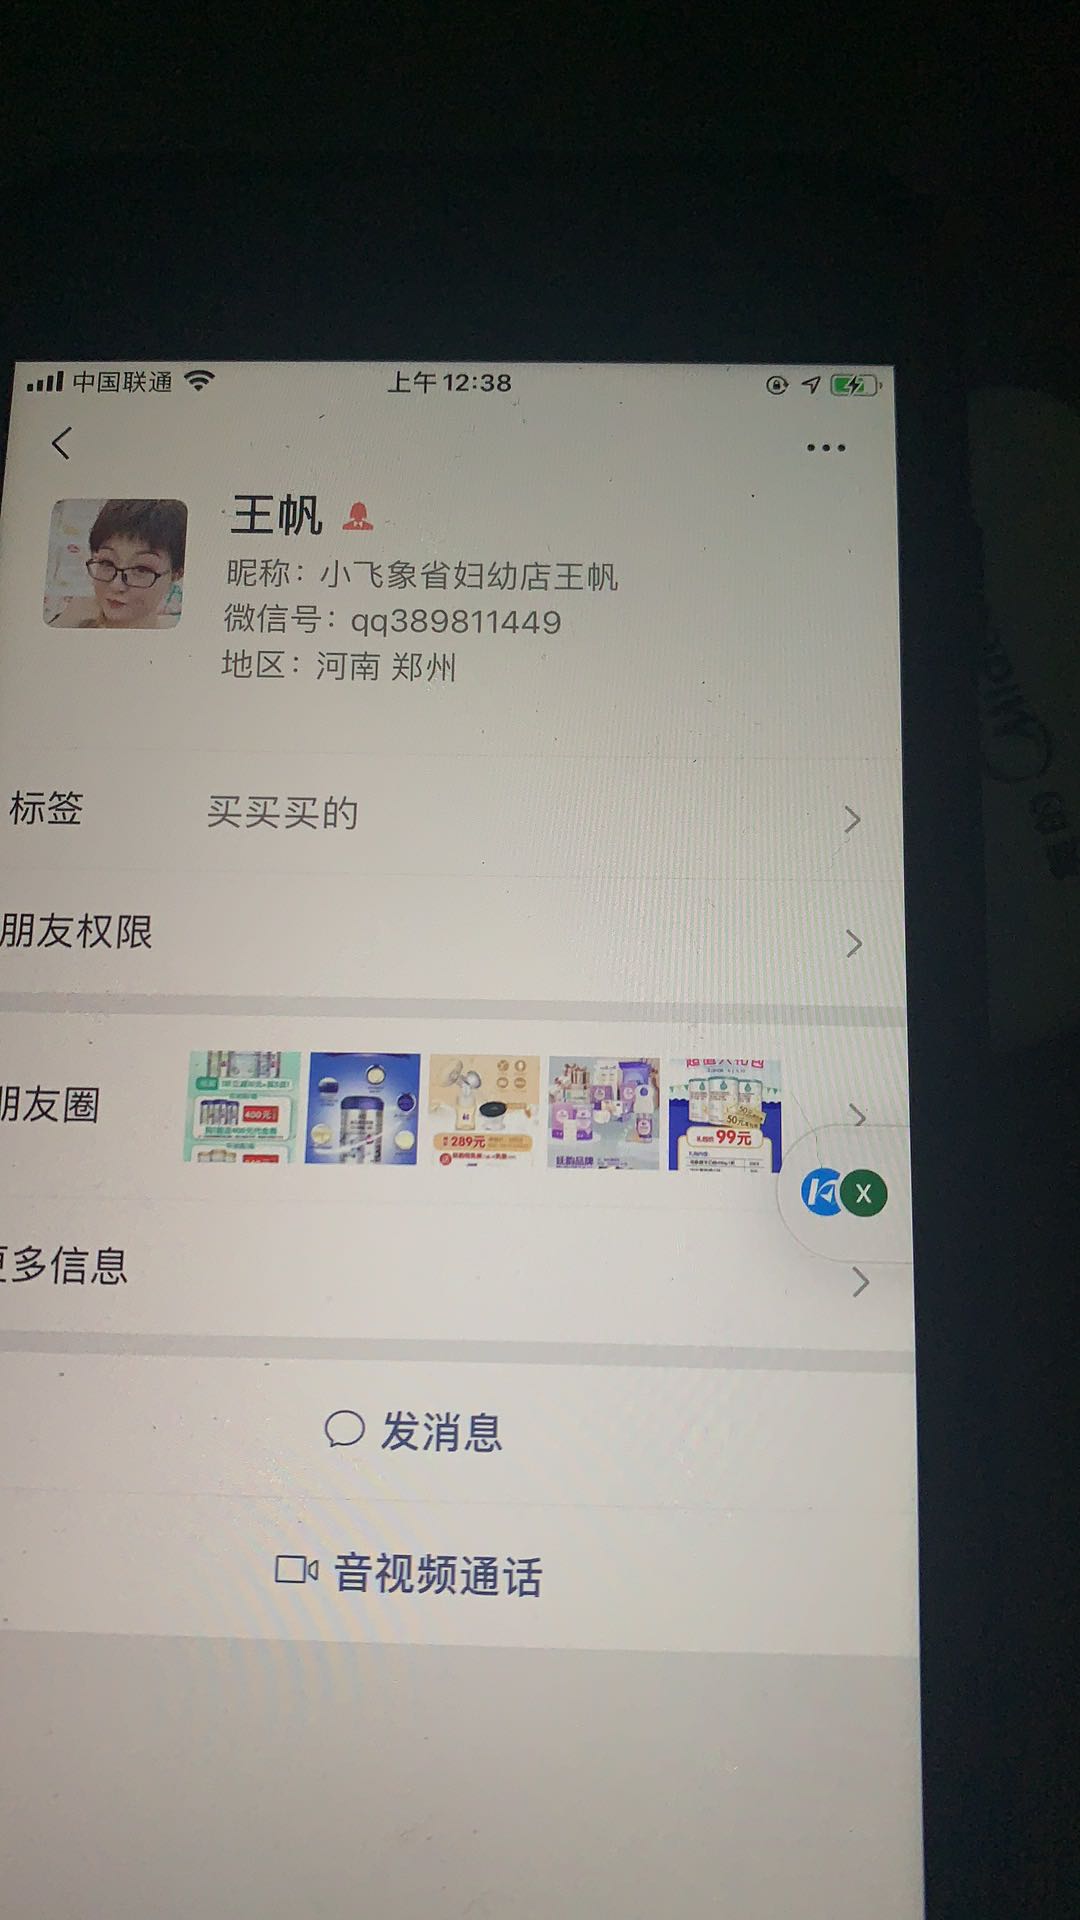 中国联通
上午12:38
王帆
昵称：小飞象省妇幼店王帆
微信号：qq389811449
地区：河南 郑州
标签
买买买的
朋友权限
朋友圈
400元
289元
99元
50元
50元
X
更多信息
发消息
音视频通话